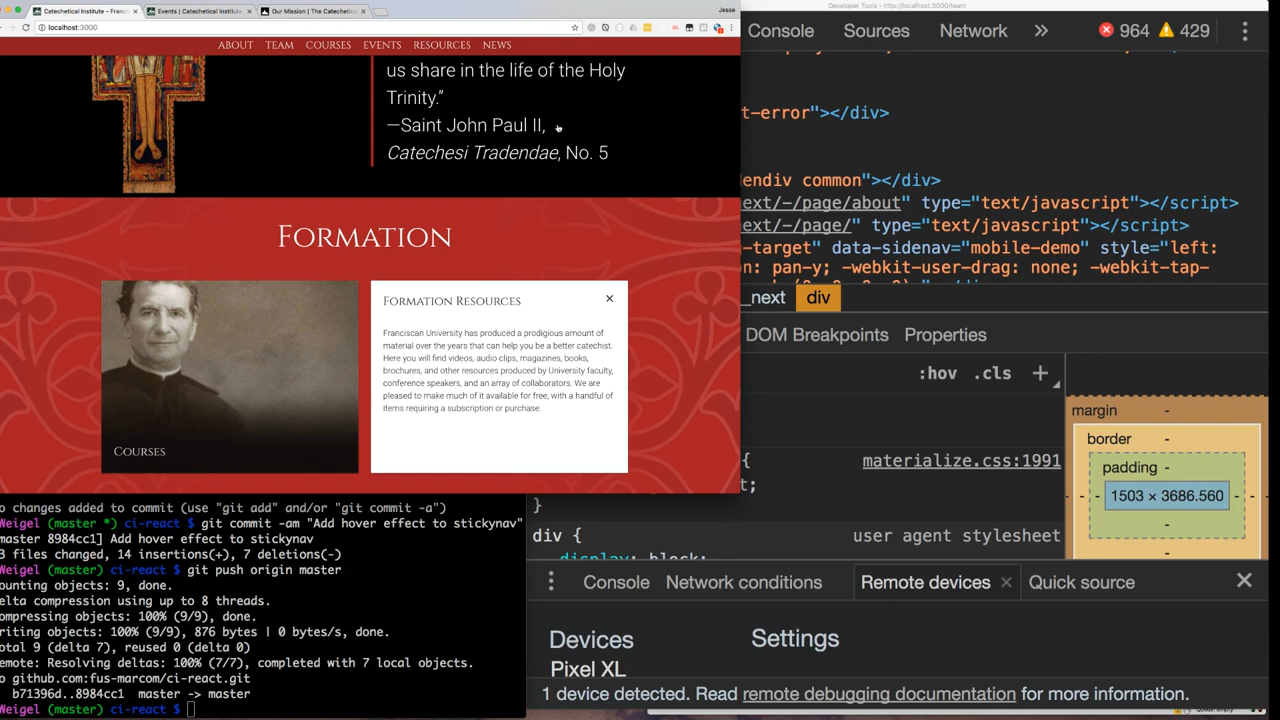 Catechetical Institute - Franc
Events | Catechetical Institute
Our Mission | The Catechetical
Jesse
localhost:3000
ABOUT TEAM COURSES EVENTS RESOURCES NEWS
us share in the life of the Holy
Trinity.”
—Saint John Paul II,
Catechesi Tradendae, No. 5
FORMATION
COURSES
FORMATION RESOURCES
Franciscan University has produced a prodigious amount of
material over the years that can help you be a better catechist.
Here you will find videos, audio clips, magazines, books,
brochures, and other resources produced by University faculty,
conference speakers, and an array of collaborators. We are
pleased to make much of it available for free, with a handful of
items requiring a subscription or purchase.
o changes added to commit (use "git add" and/or "git commit -a")
Weigel (master *) ci-react $ git commit -am "Add hover effect to stickynav"
master 8984cc1] Add hover effect to stickynav
3 files changed, 14 insertions(+), 7 deletions(-)
Weigel (master) ci-react $ git push origin master
ounting objects: 9, done.
elta compression using up to 8 threads.
ompressing objects: 100% (9/9), done.
riting objects: 100% (9/9), 876 bytes | 0 bytes/s, done.
otal 9 (delta 7), reused 0 (delta 0)
emote: Resolving deltas: 100% (7/7), completed with 7 local objects.
o github.com:fus-marcom/ci-react.git
b71396d..8984cc1 master -> master
Weigel (master) ci-react $
Developer Tools - http://localhost:3000/team
Console Sources Network » 964 429
t-error"></div>
endiv common"></div>
ext/-/page/about" type="text/javascript"></script>
ext/-/page/" type="text/javascript"></script>
-target" data-sidenav="mobile-demo" style="left:
on: pan-y; -webkit-user-drag: none; -webkit-tap-
_next div
DOM Breakpoints Properties
:hov .cls +
{ materialize.css:1991
t;
}
div { user agent stylesheet
display: block;
margin -
border -
padding -
1503 × 3686.560
-
-
-
Console Network conditions Remote devices × Quick source
Devices Settings
Pixel XL
1 device detected. Read remote debugging documentation for more information.